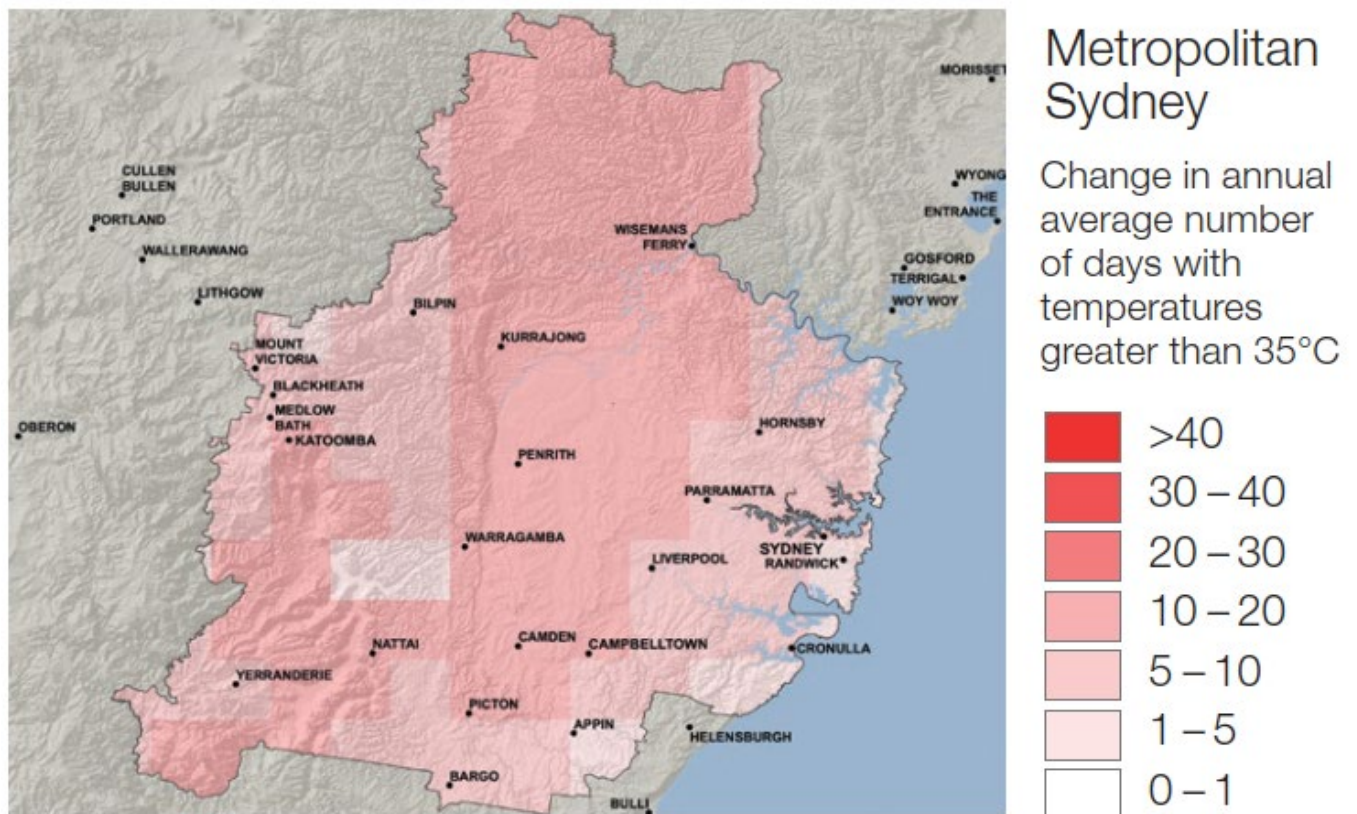 MORISSET
CULLEN
BULLEN
PORTLAND
WALLERAWANG
LITHGOW
OBERON
WYONG
THE
ENTRANCE
GOSFORD
TERRIGAL
WOY WOY
WISEMANS
FERRY
BILPIN
KURRAJONG
MOUNT
VICTORIA
BLACKHEATH
MEDLOW
BATH
KATOOMBA
HORNSBY
PENRITH
PARRAMATTA
WARRAGAMBA
LIVERPOOL
SYDNEY
RANDWICK
NATTAI
CAMDEN
CAMPBELLTOWN
CRONULLA
YERRANDERIE
PICTON
APPIN
HELENSBURGH
BARGO
BULLI
Metropolitan
Sydney
Change in annual
average number
of days with
temperatures
greater than 35°C
>40
30 – 40
20 – 30
10 – 20
5 – 10
1 – 5
0 – 1